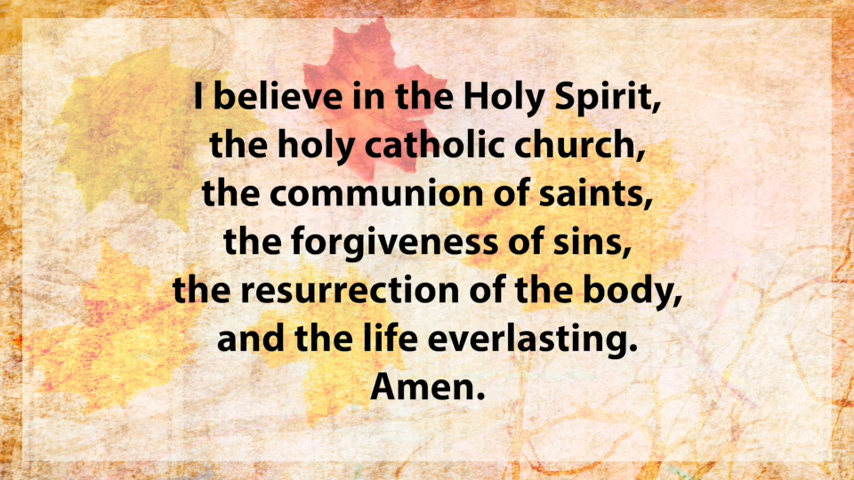 I believe in the Holy Spirit,
the holy catholic church,
the communion of saints,
the forgiveness of sins,
the resurrection of the body,
and the life everlasting.
Amen.